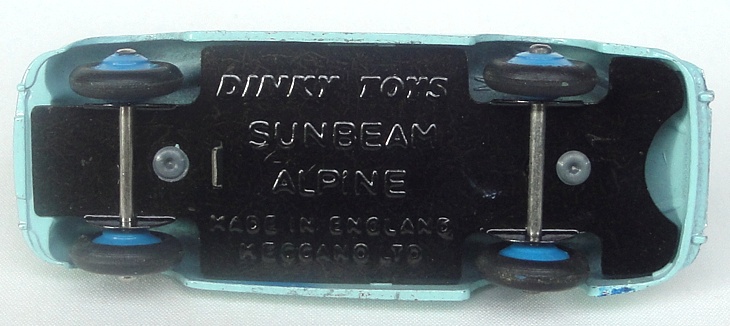 DINKY TOYS
SUNBEAM
ALPINE
MADE IN ENGLAND
MECCANO LTD